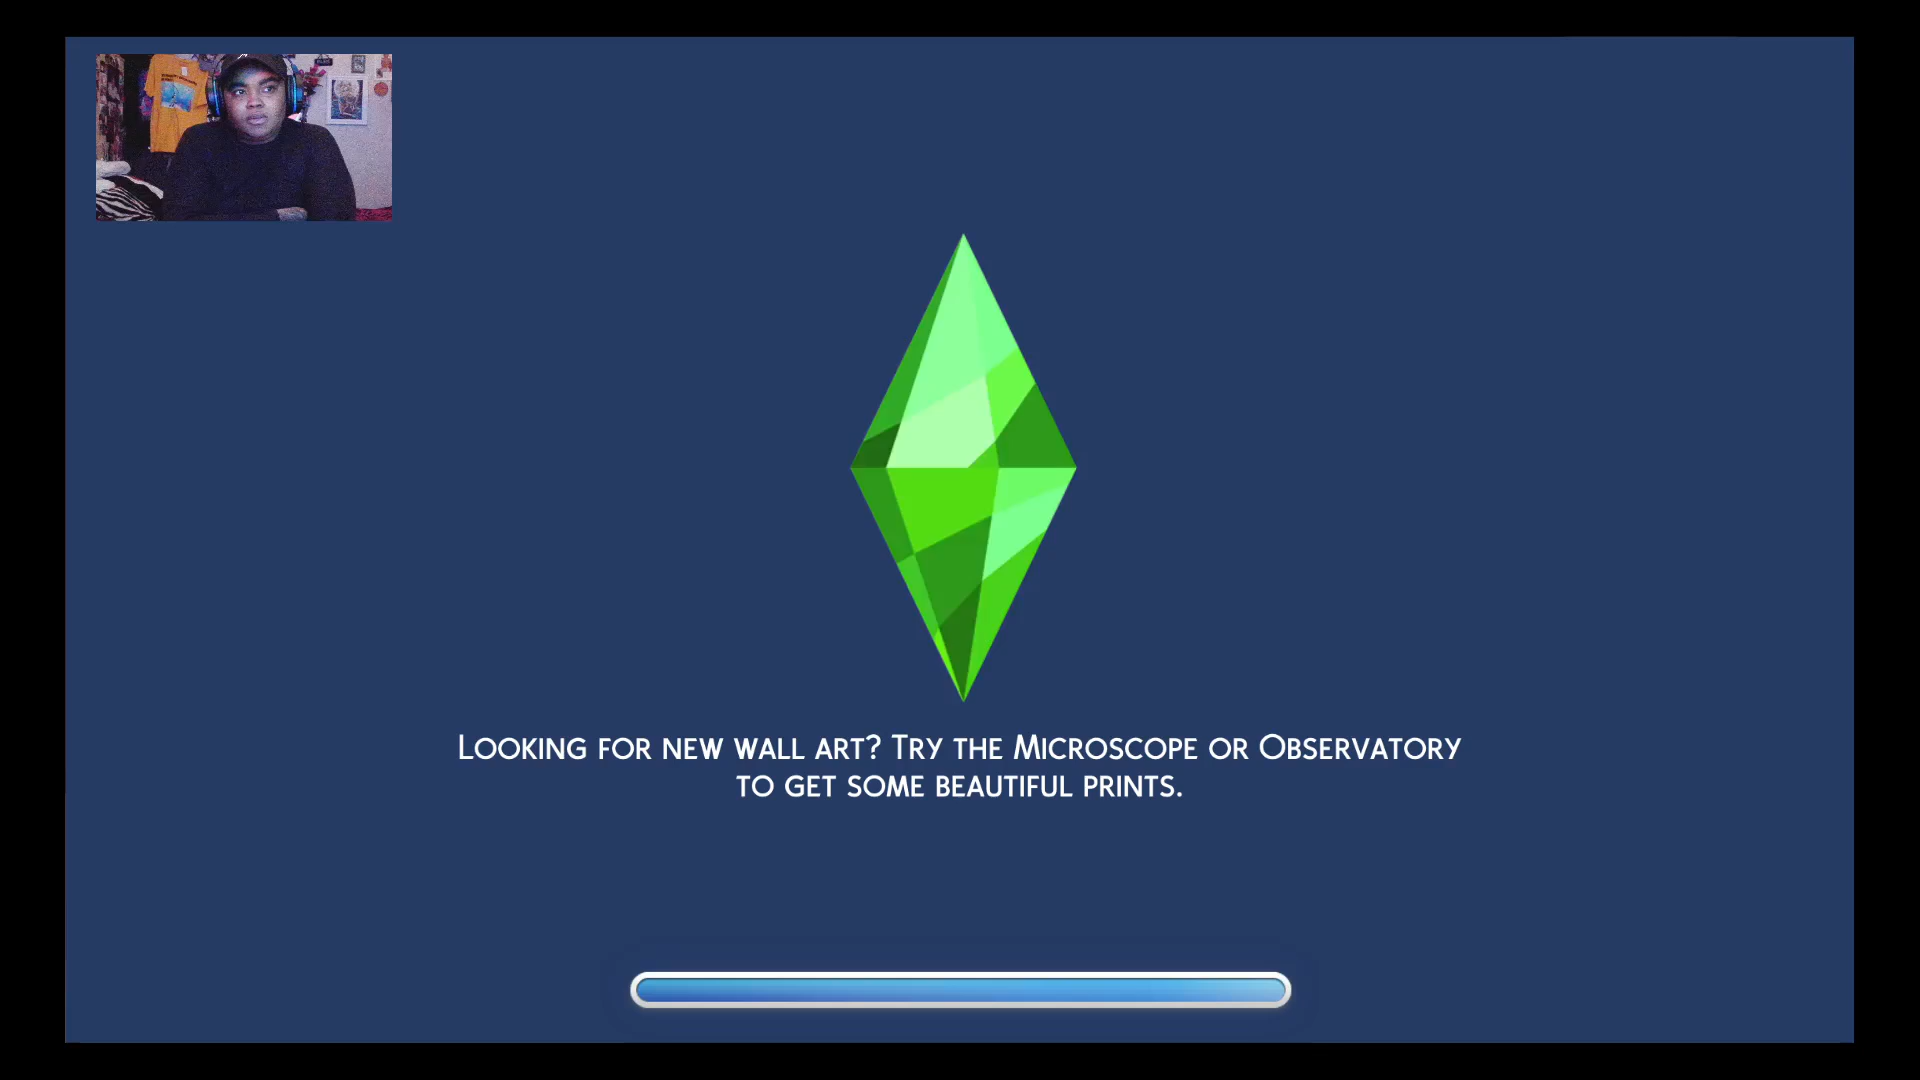 Looking for new wall art? Try the Microscope or Observatory
to get some beautiful prints.